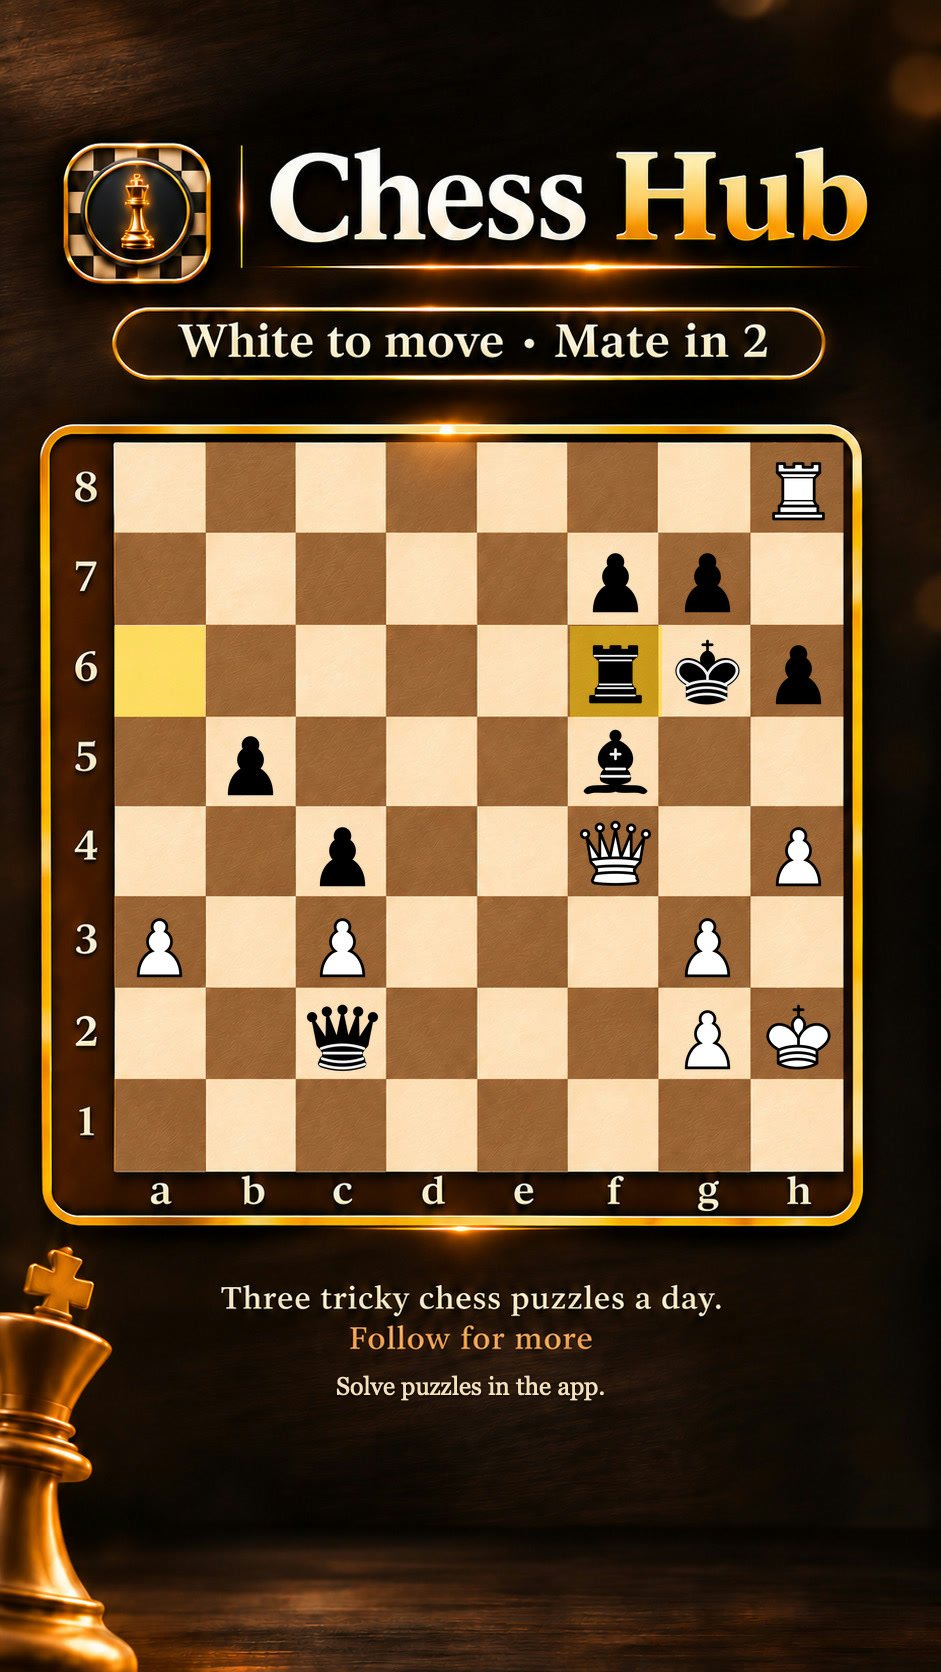 Chess Hub
White to move • Mate in 2
8
7
6
5
4
3
2
1
a b c d e f g h
Three tricky chess puzzles a day.
Follow for more
Solve puzzles in the app.